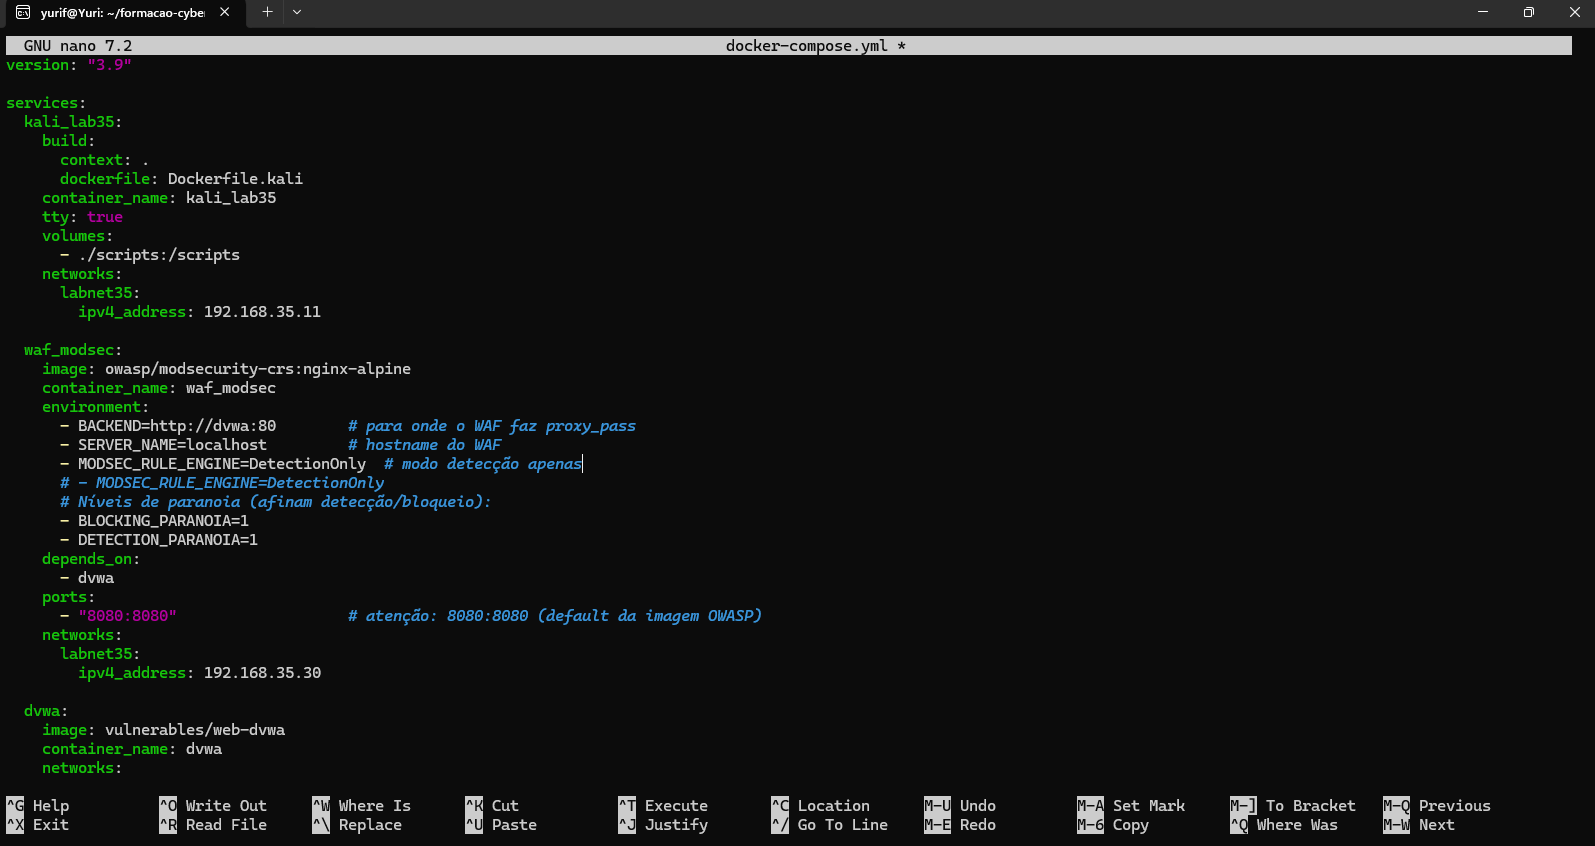 yurif@Yuri: ~/formacao-cybe
GNU nano 7.2 docker-compose.yml *
version: "3.9"
services:
  kali_lab35:
    build:
      context: .
      dockerfile: Dockerfile.kali
    container_name: kali_lab35
    tty: true
    volumes:
      - ./scripts:/scripts
    networks:
      labnet35:
        ipv4_address: 192.168.35.11
  waf_modsec:
    image: owasp/modsecurity-crs:nginx-alpine
    container_name: waf_modsec
    environment:
      - BACKEND=http://dvwa:80        # para onde o WAF faz proxy_pass
      - SERVER_NAME=localhost         # hostname do WAF
      - MODSEC_RULE_ENGINE=DetectionOnly  # modo detecção apenas
      # - MODSEC_RULE_ENGINE=DetectionOnly
      # Níveis de paranoia (afinam detecção/bloqueio):
      - BLOCKING_PARANOIA=1
      - DETECTION_PARANOIA=1
    depends_on:
      - dvwa
    ports:
      - "8080:8080"                   # atenção: 8080:8080 (default da imagem OWASP)
    networks:
      labnet35:
        ipv4_address: 192.168.35.30
  dvwa:
    image: vulnerables/web-dvwa
    container_name: dvwa
    networks:
^G Help ^O Write Out ^W Where Is ^K Cut ^T Execute ^C Location M-U Undo M-A Set Mark M-] To Bracket M-Q Previous
^X Exit ^R Read File ^\ Replace ^U Paste ^J Justify ^/ Go To Line M-E Redo M-6 Copy ^Q Where Was M-W Next